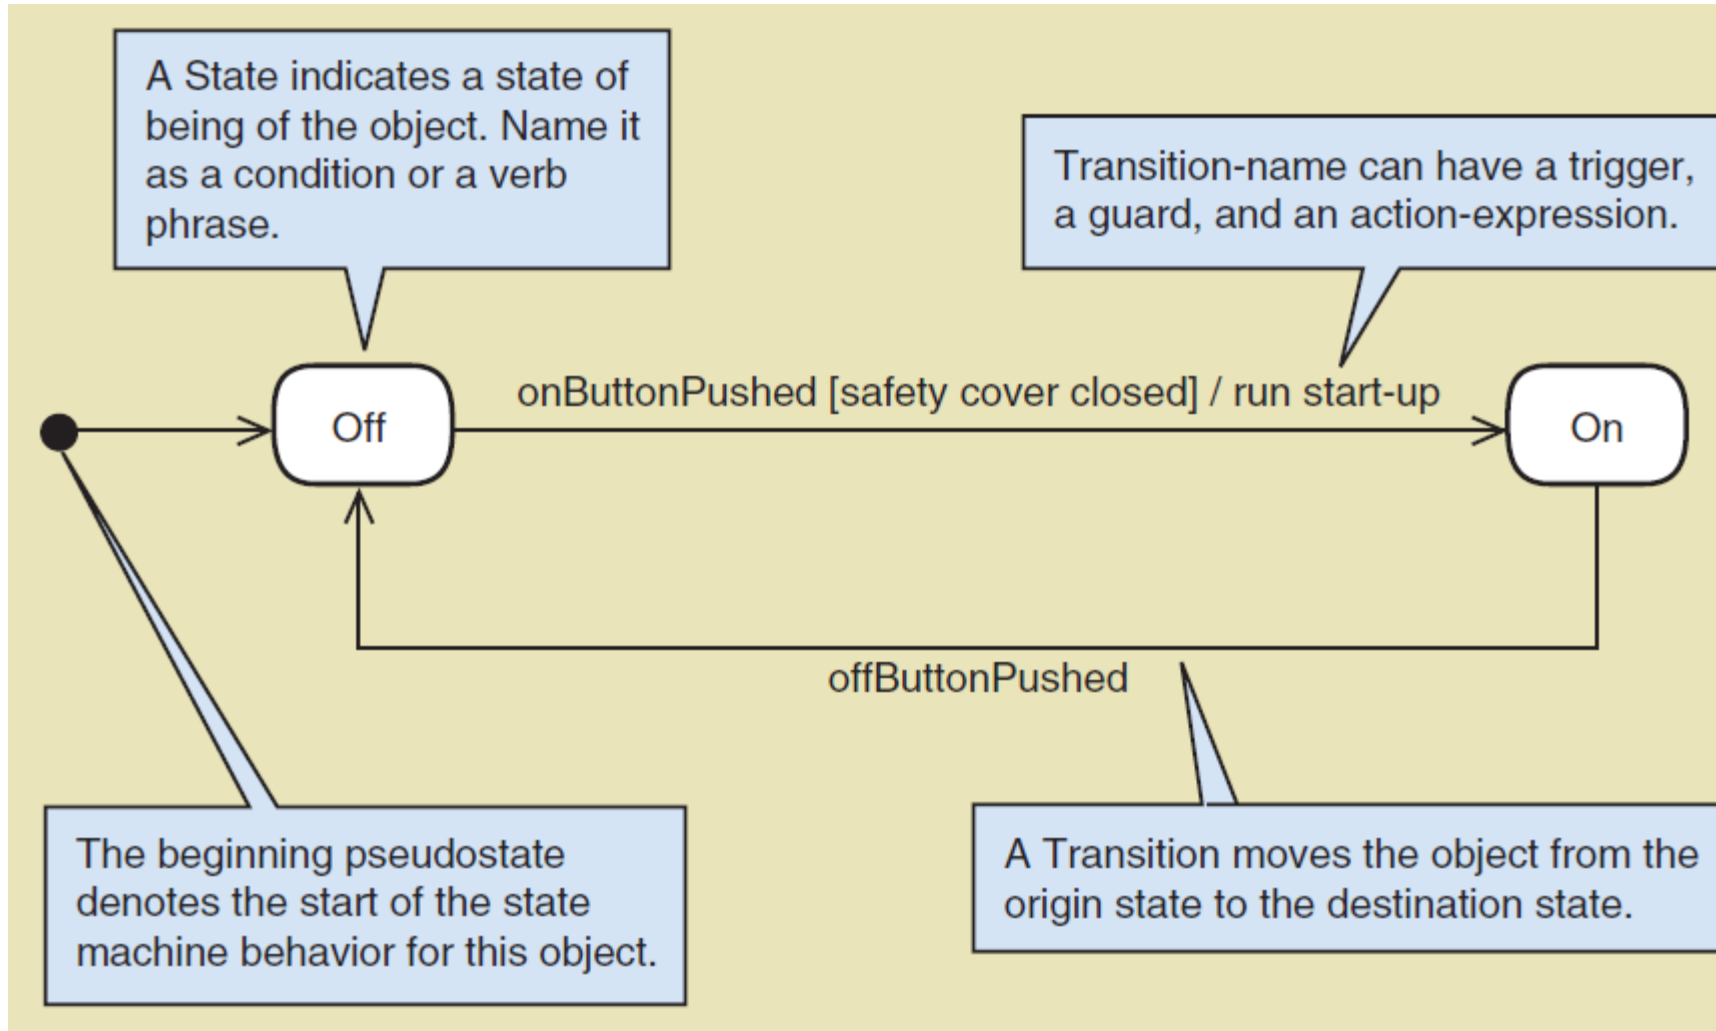 A State indicates a state of
being of the object. Name it
as a condition or a verb
phrase.
Transition-name can have a trigger,
a guard, and an action-expression.
onButtonPushed [safety cover closed] / run start-up
Off
On
offButtonPushed
The beginning pseudostate
denotes the start of the state
machine behavior for this object.
A Transition moves the object from the
origin state to the destination state.